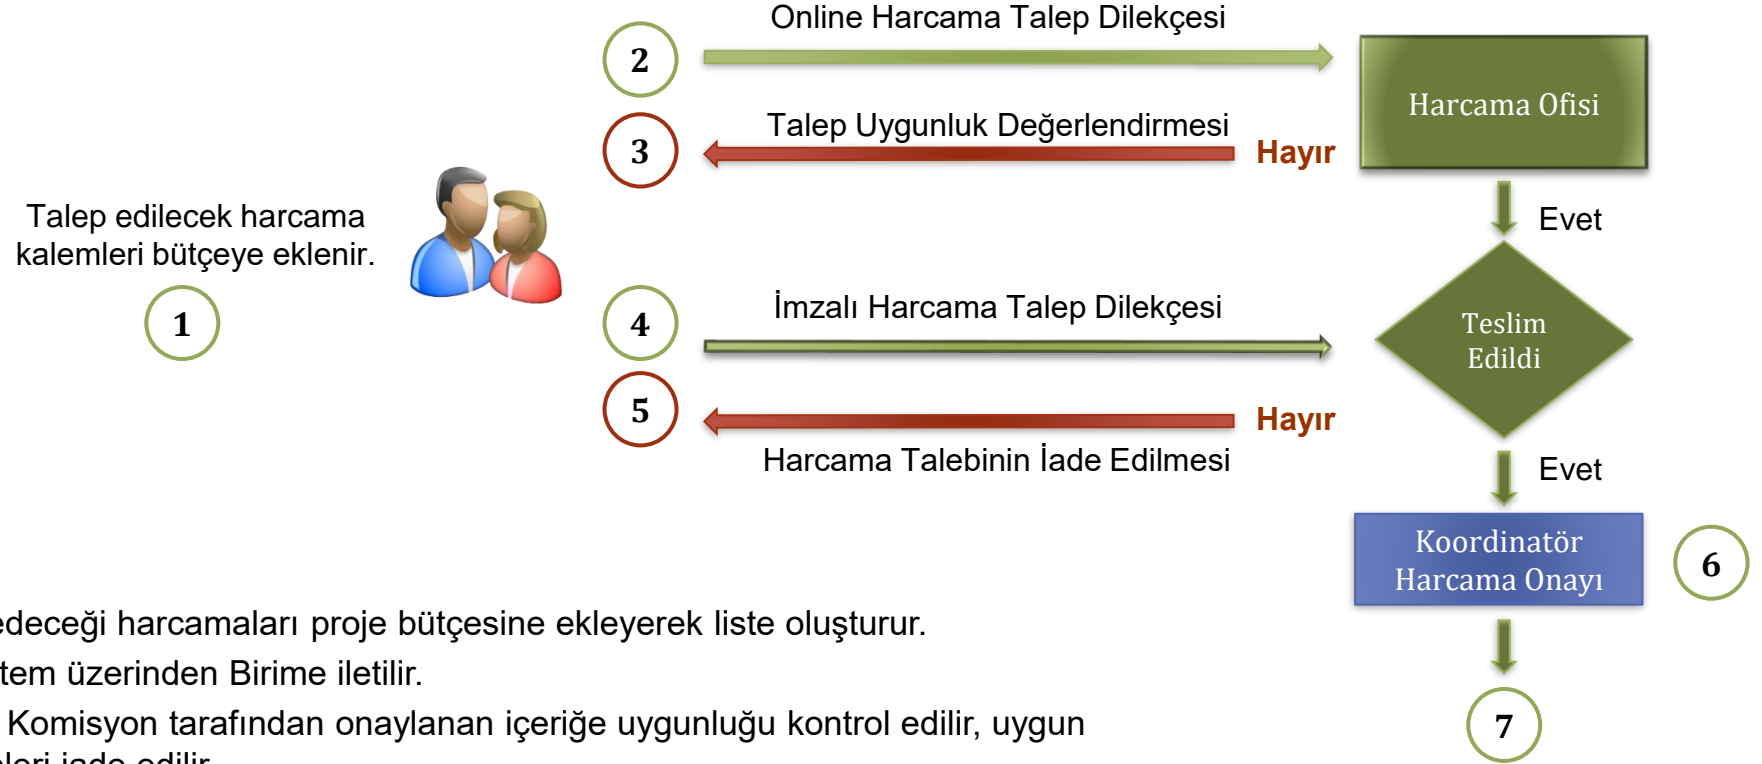 Online Harcama Talep Dilekçesi
2
Harcama Ofisi
Talep Uygunluk Değerlendirmesi
3
Hayır
Talep edilecek harcama
kalemleri bütçeye eklenir.
1
Evet
İmzalı Harcama Talep Dilekçesi
4
Teslim
Edildi
5
Hayır
Harcama Talebinin İade Edilmesi
Evet
Koordinatör
Harcama Onayı
6
7
edeceği harcamaları proje bütçesine ekleyerek liste oluşturur.
tem üzerinden Birime iletilir.
Komisyon tarafından onaylanan içeriğe uygunluğu kontrol edilir, uygun
leri iade edilir.